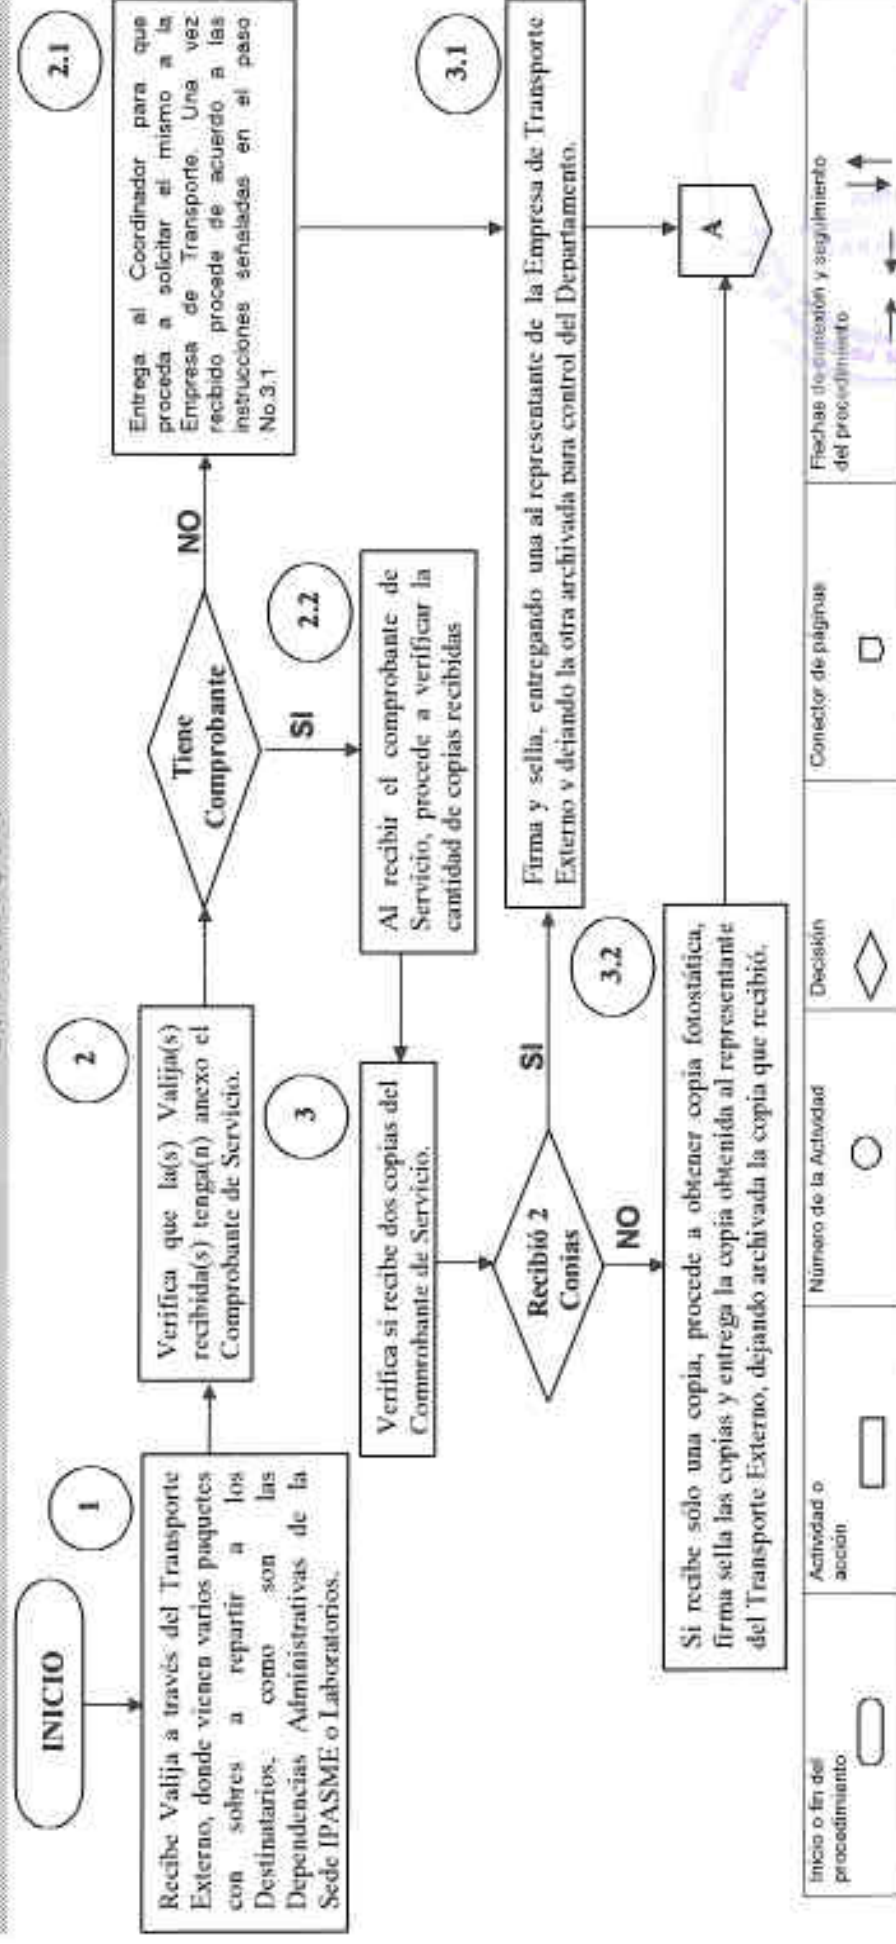 INICIO
1
Recibe Valija a través del Transporte
Externo, donde vienen varios paquetes
con sobres a repartir a los
Destinatarios, como son las
Dependencias Administrativas de la
Sede IPASME o Laboratorios.
2
Verifica que la(s) Valija(s)
recibida(s) tenga(n) anexo el
Comprobante de Servicio.
Tiene
Comprobante
NO
SI
2.1
Entrega al Coordinador para que
proceda a solicitar el mismo a la
Empresa de Transporte. Una vez
recibido procede de acuerdo a las
instrucciones señaladas en el paso
No.3.1
2.2
Al recibir el comprobante de
Servicio, procede a verificar la
cantidad de copias recibidas
3
Verifica si recibe dos copias del
Comprobante de Servicio.
Recibió 2
Copias
SI
NO
3.1
Firma y sella, entregando una al representante de la Empresa de Transporte
Externo y dejando la otra archivada para control del Departamento.
3.2
Si recibe sólo una copia, procede a obtener copia fotostática,
firma sella las copias y entrega la copia obtenida al representante
del Transporte Externo, dejando archivada la copia que recibió.
A
Inicio o fin del
procedimiento
Actividad o
acción
Número de la Actividad
Decisión
Conector de páginas
Flechas de conexión y seguimiento
del procedimiento